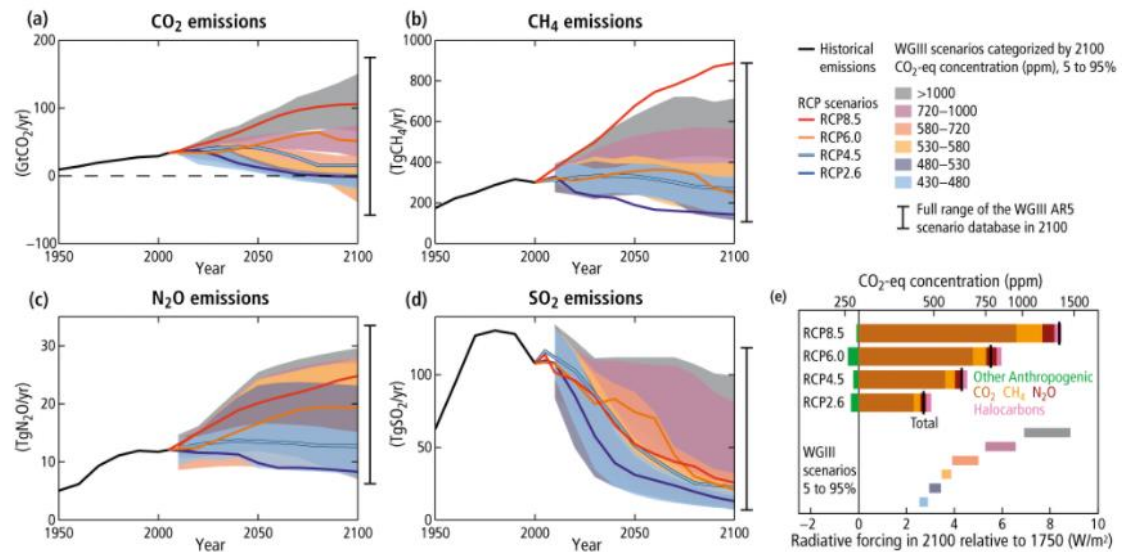 (a)
CO2 emissions
200
100
0
−100
(GtCO2/yr)
1950
2000
2050
2100
Year
(b)
CH4 emissions
1000
800
600
400
200
0
(TgCH4/yr)
1950
2000
2050
2100
Year
Historical
emissions
RCP scenarios
RCP8.5
RCP6.0
RCP4.5
RCP2.6
WGIII scenarios categorized by 2100
CO2-eq concentration (ppm), 5 to 95%
>1000
720−1000
580−720
530−580
480−530
430−480
Full range of the WGIII AR5
scenario database in 2100
(c)
N2O emissions
30
20
10
0
(TgN2O/yr)
1950
2000
2050
2100
Year
(d)
SO2 emissions
100
50
0
(TgSO2/yr)
1950
2000
2050
2100
Year
(e)
CO2-eq concentration (ppm)
250
500
750
1000
1500
RCP8.5
RCP6.0
RCP4.5
RCP2.6
Other Anthropogenic
CO2 CH4 N2O
Halocarbons
Total
WGIII
scenarios
5 to 95%
−2
0
2
4
6
8
10
Radiative forcing in 2100 relative to 1750 (W/m2)